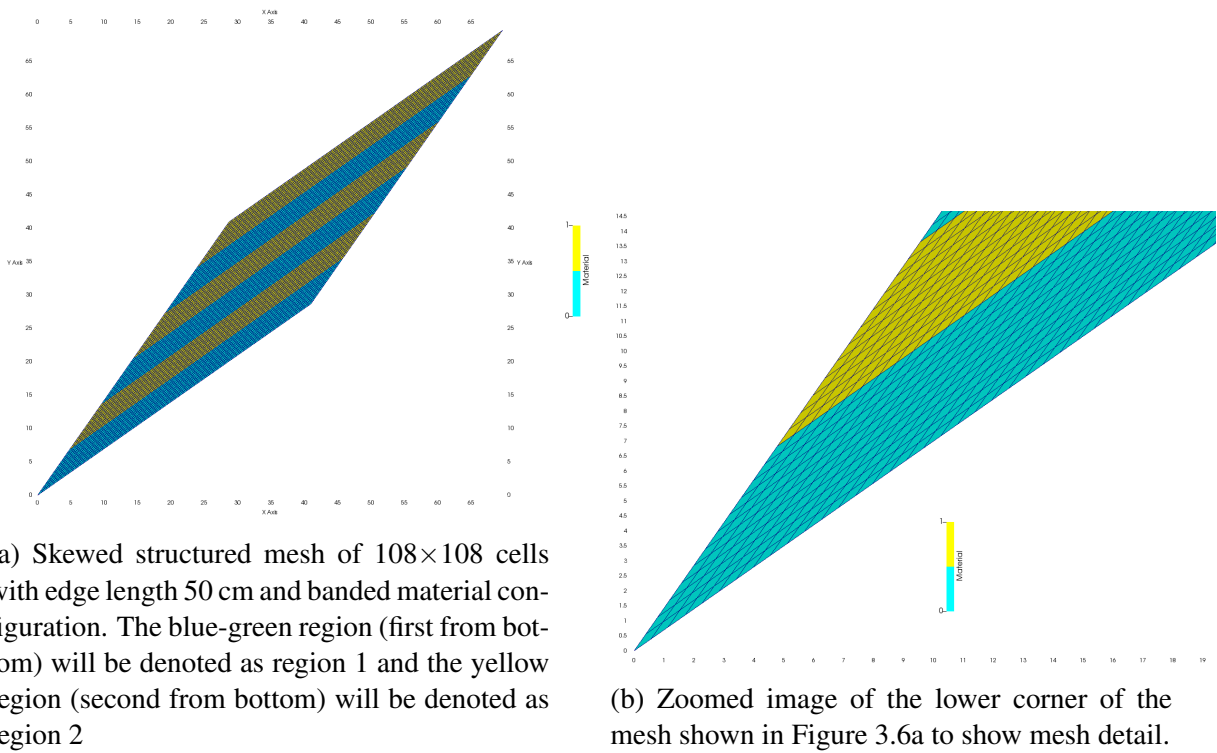 X Axis
0 5 10 15 20 25 30 35 40 45 50 55 60 65
65 65
60 60
55 55
50 50
45 45
40 40
Y Axis 35 35 Y Axis
30 30
25 25
20 20
15 15
10 10
5 5
0 0
0 5 10 15 20 25 30 35 40 45 50 55 60 65
X Axis
1
Material
0
a) Skewed structured mesh of 108×108 cells
with edge length 50 cm and banded material con-
iguration. The blue-green region (first from bot-
om) will be denoted as region 1 and the yellow
egion (second from bottom) will be denoted as
egion 2
14.5
14
13.5
13
12.5
12
11.5
11
10.5
10
9.5
9
8.5
8
7.5
7
6.5
6
5.5
5
4.5
4
3.5
3
2.5
2
1.5
1
0.5
0
0 1 2 3 4 5 6 7 8 9 10 11 12 13 14 15 16 17 18 19
1
Material
0
(b) Zoomed image of the lower corner of the
mesh shown in Figure 3.6a to show mesh detail.